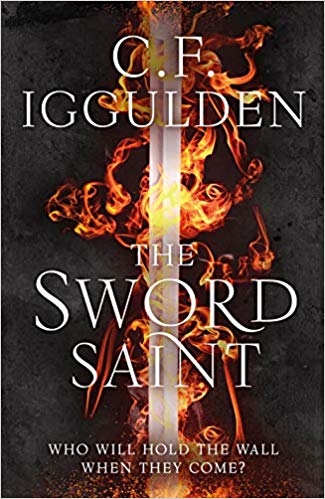 C.F.
IGGULDEN
THE
SWORD
SAINT
WHO WILL HOLD THE WALL
WHEN THEY COME?